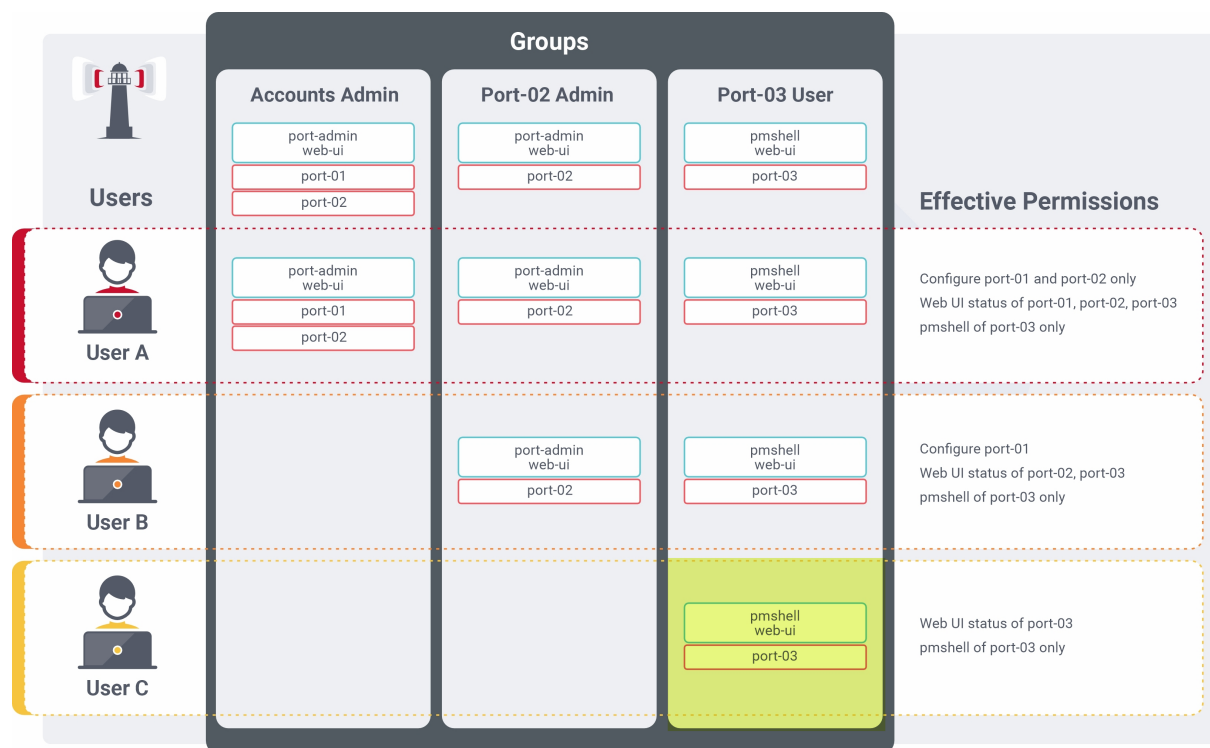 Groups
Accounts Admin
Port-02 Admin
Port-03 User
port-admin
web-ui
port-01
port-02
port-admin
web-ui
port-02
pmshell
web-ui
port-03
Users
Effective Permissions
User A
port-admin
web-ui
port-01
port-02
port-admin
web-ui
port-02
pmshell
web-ui
port-03
Configure port-01 and port-02 only
Web UI status of port-01, port-02, port-03
pmshell of port-03 only
User B
port-admin
web-ui
port-02
pmshell
web-ui
port-03
Configure port-01
Web UI status of port-02, port-03
pmshell of port-03 only
User C
pmshell
web-ui
port-03
Web UI status of port-03
pmshell of port-03 only